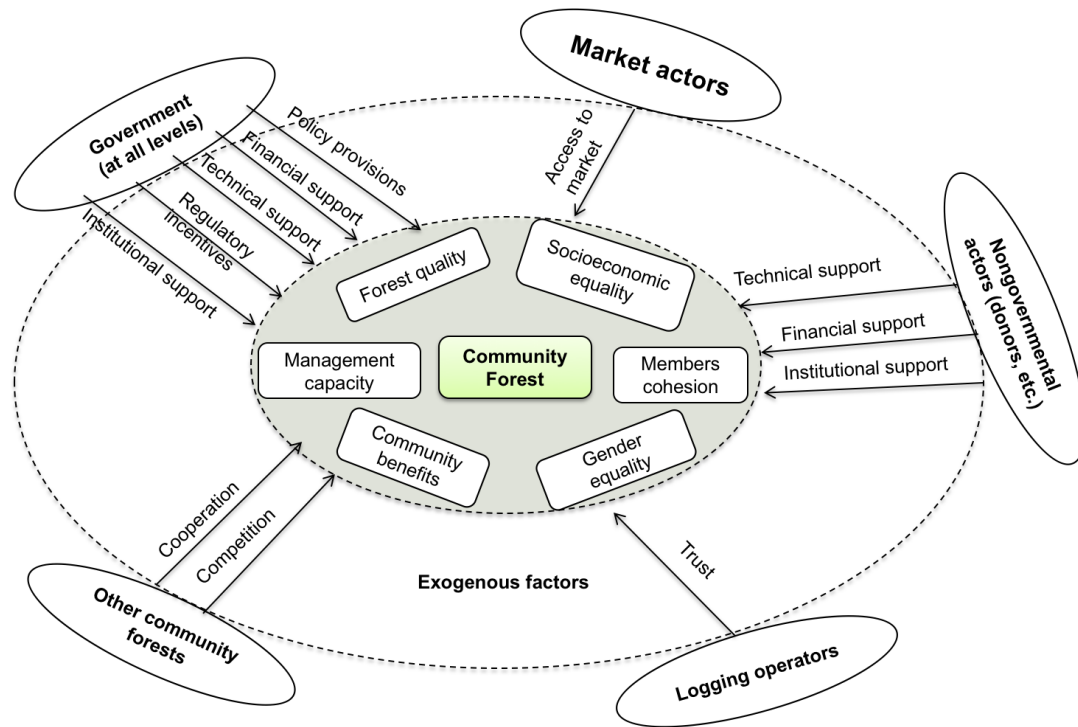 Market actors
Government
(at all levels)
Policy provisions
Financial support
Technical support
Regulatory
incentives
Institutional support
Access to
market
Nongovernmental
actors (donors, etc.)
Technical support
Financial support
Institutional support
Forest quality
Socioeconomic
equality
Management
capacity
Community
Forest
Members
cohesion
Community
benefits
Gender
equality
Cooperation
Competition
Exogenous factors
Trust
Other community
forests
Logging operators